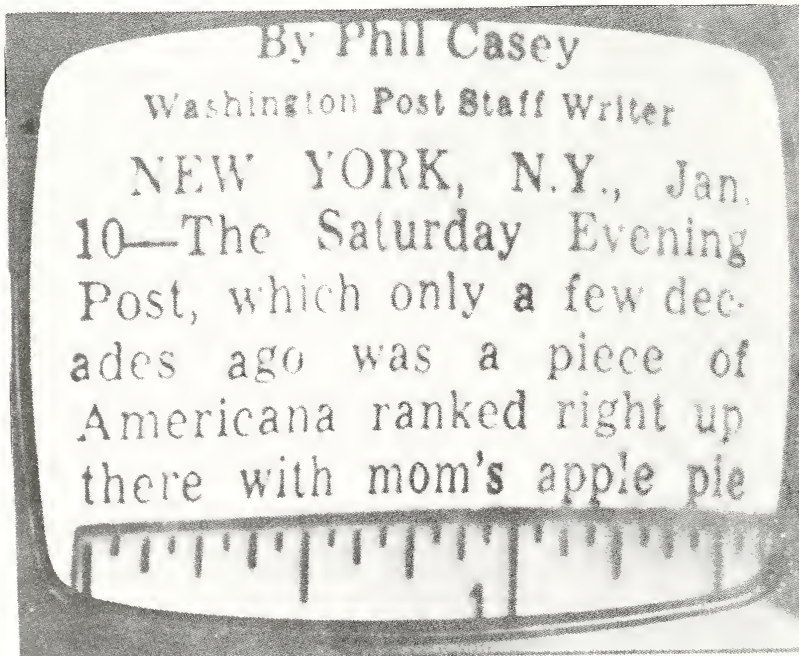 By Phil Casey
Washington Post Staff Writer
NEW YORK, N.Y., Jan.
10—The Saturday Evening
Post, which only a few dec-
ades ago was a piece of
Americana ranked right up
there with mom's apple pie
1